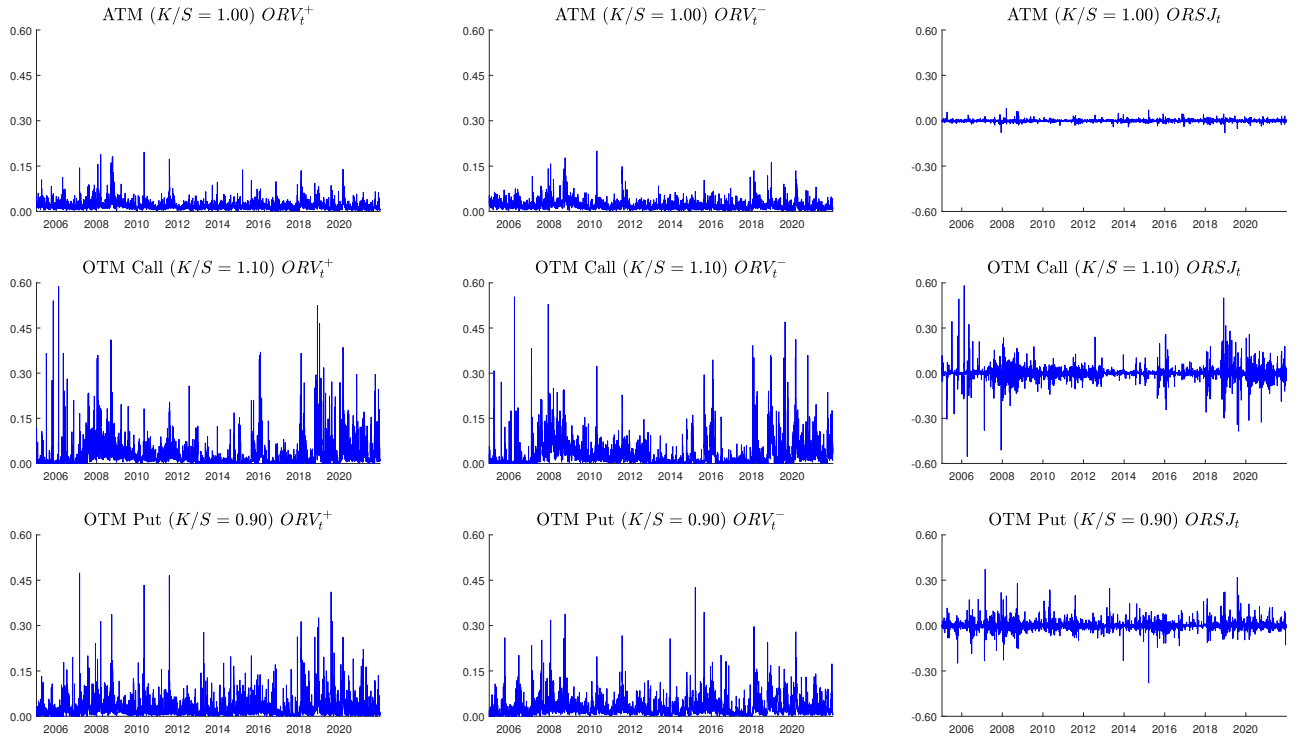 ATM (K/S = 1.00) ORV_t^+
0.60
0.45
0.30
0.15
0.00
2006 2008 2010 2012 2014 2016 2018 2020
ATM (K/S = 1.00) ORV_t^-
0.60
0.45
0.30
0.15
0.00
2006 2008 2010 2012 2014 2016 2018 2020
ATM (K/S = 1.00) ORSJ_t
0.60
0.30
0.00
-0.30
-0.60
2006 2008 2010 2012 2014 2016 2018 2020
OTM Call (K/S = 1.10) ORV_t^+
0.60
0.45
0.30
0.15
0.00
2006 2008 2010 2012 2014 2016 2018 2020
OTM Call (K/S = 1.10) ORV_t^-
0.60
0.45
0.30
0.15
0.00
2006 2008 2010 2012 2014 2016 2018 2020
OTM Call (K/S = 1.10) ORSJ_t
0.60
0.30
0.00
-0.30
-0.60
2006 2008 2010 2012 2014 2016 2018 2020
OTM Put (K/S = 0.90) ORV_t^+
0.60
0.45
0.30
0.15
0.00
2006 2008 2010 2012 2014 2016 2018 2020
OTM Put (K/S = 0.90) ORV_t^-
0.60
0.45
0.30
0.15
0.00
2006 2008 2010 2012 2014 2016 2018 2020
OTM Put (K/S = 0.90) ORSJ_t
0.60
0.30
0.00
-0.30
-0.60
2006 2008 2010 2012 2014 2016 2018 2020